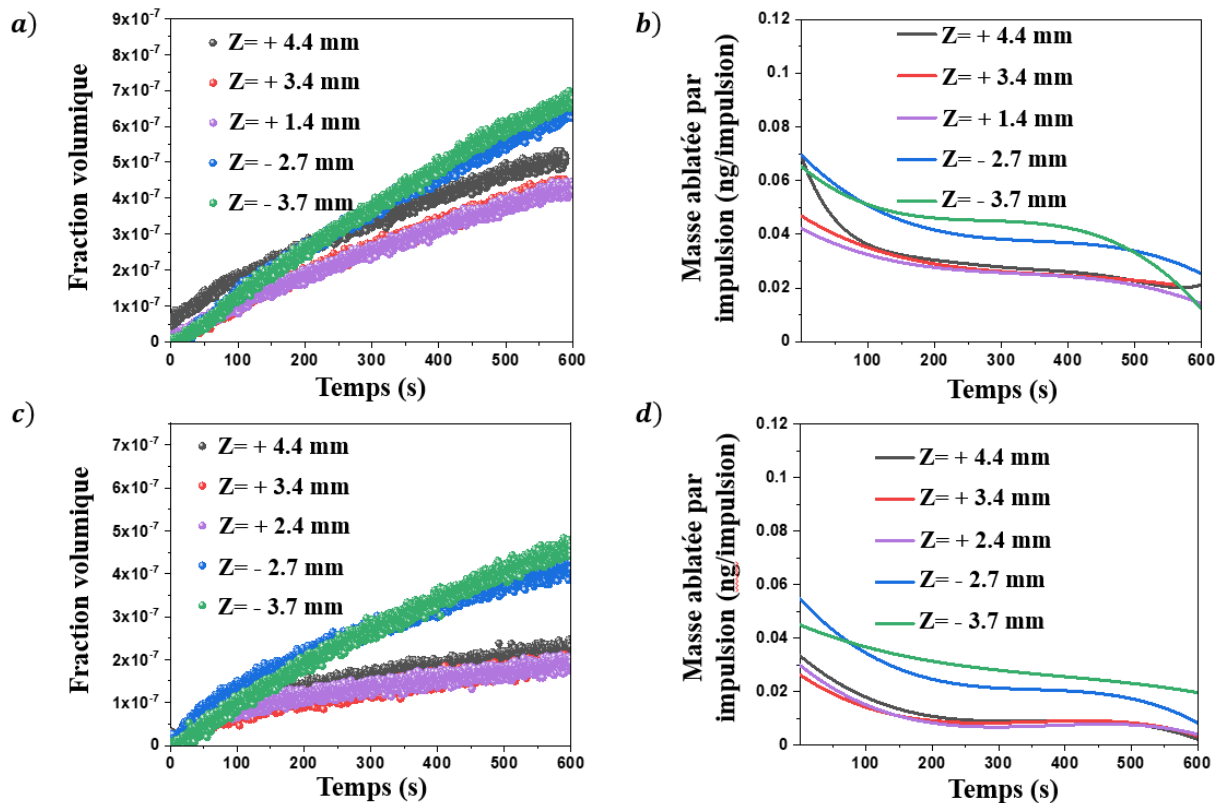 a)
Fraction volumique
9x10⁻⁷
8x10⁻⁷
7x10⁻⁷
6x10⁻⁷
5x10⁻⁷
4x10⁻⁷
3x10⁻⁷
2x10⁻⁷
1x10⁻⁷
0
Z= + 4.4 mm
Z= + 3.4 mm
Z= + 1.4 mm
Z= - 2.7 mm
Z= - 3.7 mm
0 100 200 300 400 500 600
Temps (s)
b)
Masse ablatée par
impulsion (ng/impulsion)
0.12
0.1
0.08
0.06
0.04
0.02
0
Z= + 4.4 mm
Z= + 3.4 mm
Z= + 1.4 mm
Z= - 2.7 mm
Z= - 3.7 mm
100 200 300 400 500 600
Temps (s)
c)
Fraction volumique
7x10⁻⁷
6x10⁻⁷
5x10⁻⁷
4x10⁻⁷
3x10⁻⁷
2x10⁻⁷
1x10⁻⁷
0
Z= + 4.4 mm
Z= + 3.4 mm
Z= + 2.4 mm
Z= - 2.7 mm
Z= - 3.7 mm
0 100 200 300 400 500 600
Temps (s)
d)
Masse ablatée par
impulsion (ng/impulsion)
0.12
0.1
0.08
0.06
0.04
0.02
0
Z= + 4.4 mm
Z= + 3.4 mm
Z= + 2.4 mm
Z= - 2.7 mm
Z= - 3.7 mm
100 200 300 400 500 600
Temps (s)